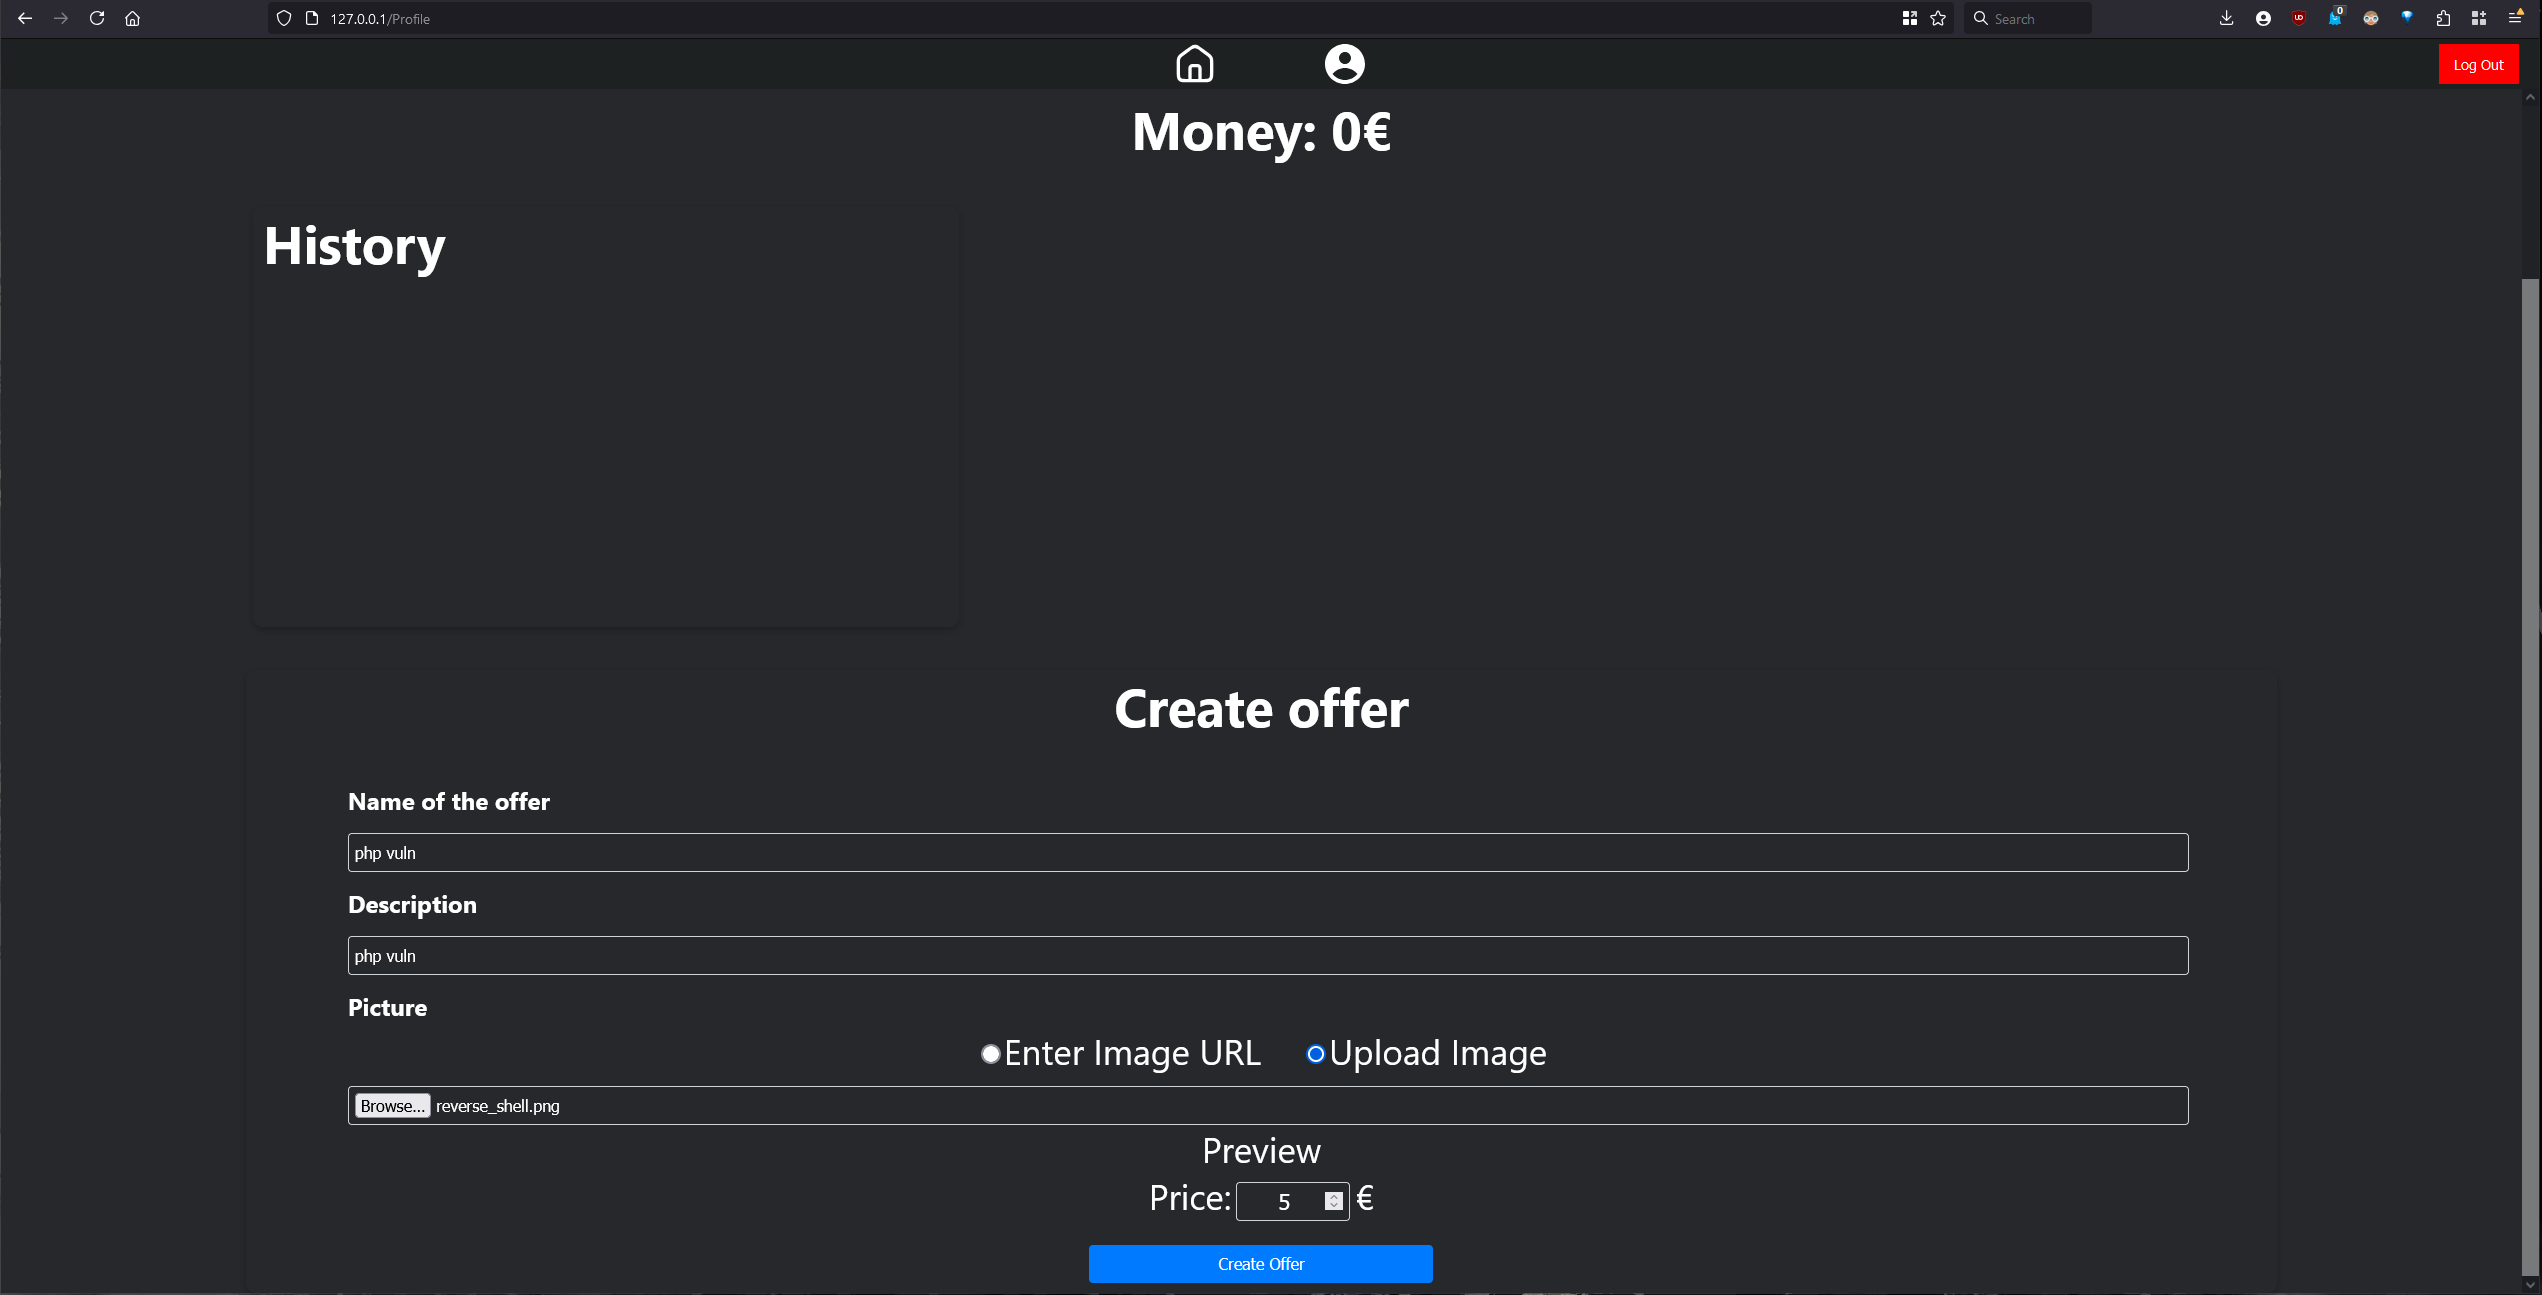 127.0.0.1/Profile
Search
0
Log Out
Money: 0€
History
Create offer
Name of the offer
php vuln
Description
php vuln
Picture
Enter Image URL Upload Image
Browse... reverse_shell.png
Preview
Price: 5 €
Create Offer